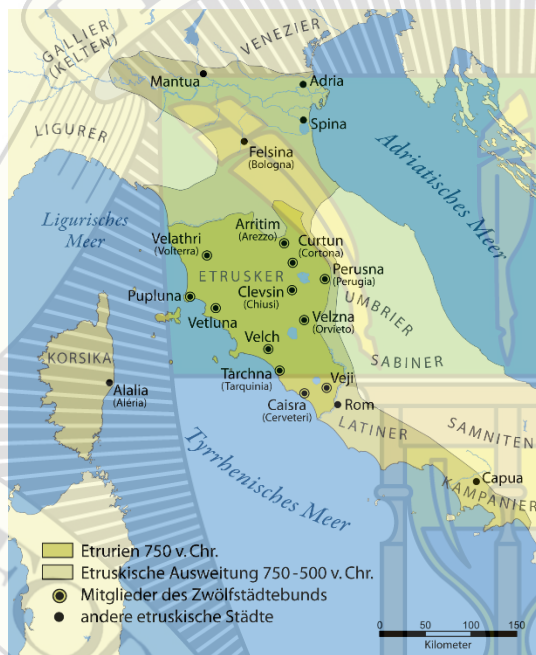 GALLIER
(KELTEN)
VENEZIER
Mantua
Adria
Spina
LIGURER
Felsina
(Bologna)
Adriatisches Meer
Ligurisches
Meer
Arritim
(Arezzo)
Velathri
(Volterra)
Curtun
(Cortona)
ETRUSKER
Perusna
(Perugia)
Clevsin
(Chiusi)
Pupluna
UMBRIER
Vetluna
Velzna
(Orvieto)
Velch
KORSIKA
SABINER
Tarchna
(Tarquinia)
Veji
Alalia
(Aléria)
Caisra
(Cerveteri)
Rom
LATINER
SAMNITEN
Tyrrhenisches Meer
Capua
KAMPANIER
Etrurien 750 v. Chr.
Etruskische Ausweitung 750-500 v. Chr.
Mitglieder des Zwölfstädtebunds
andere etruskische Städte
0 50 100 150
Kilometer